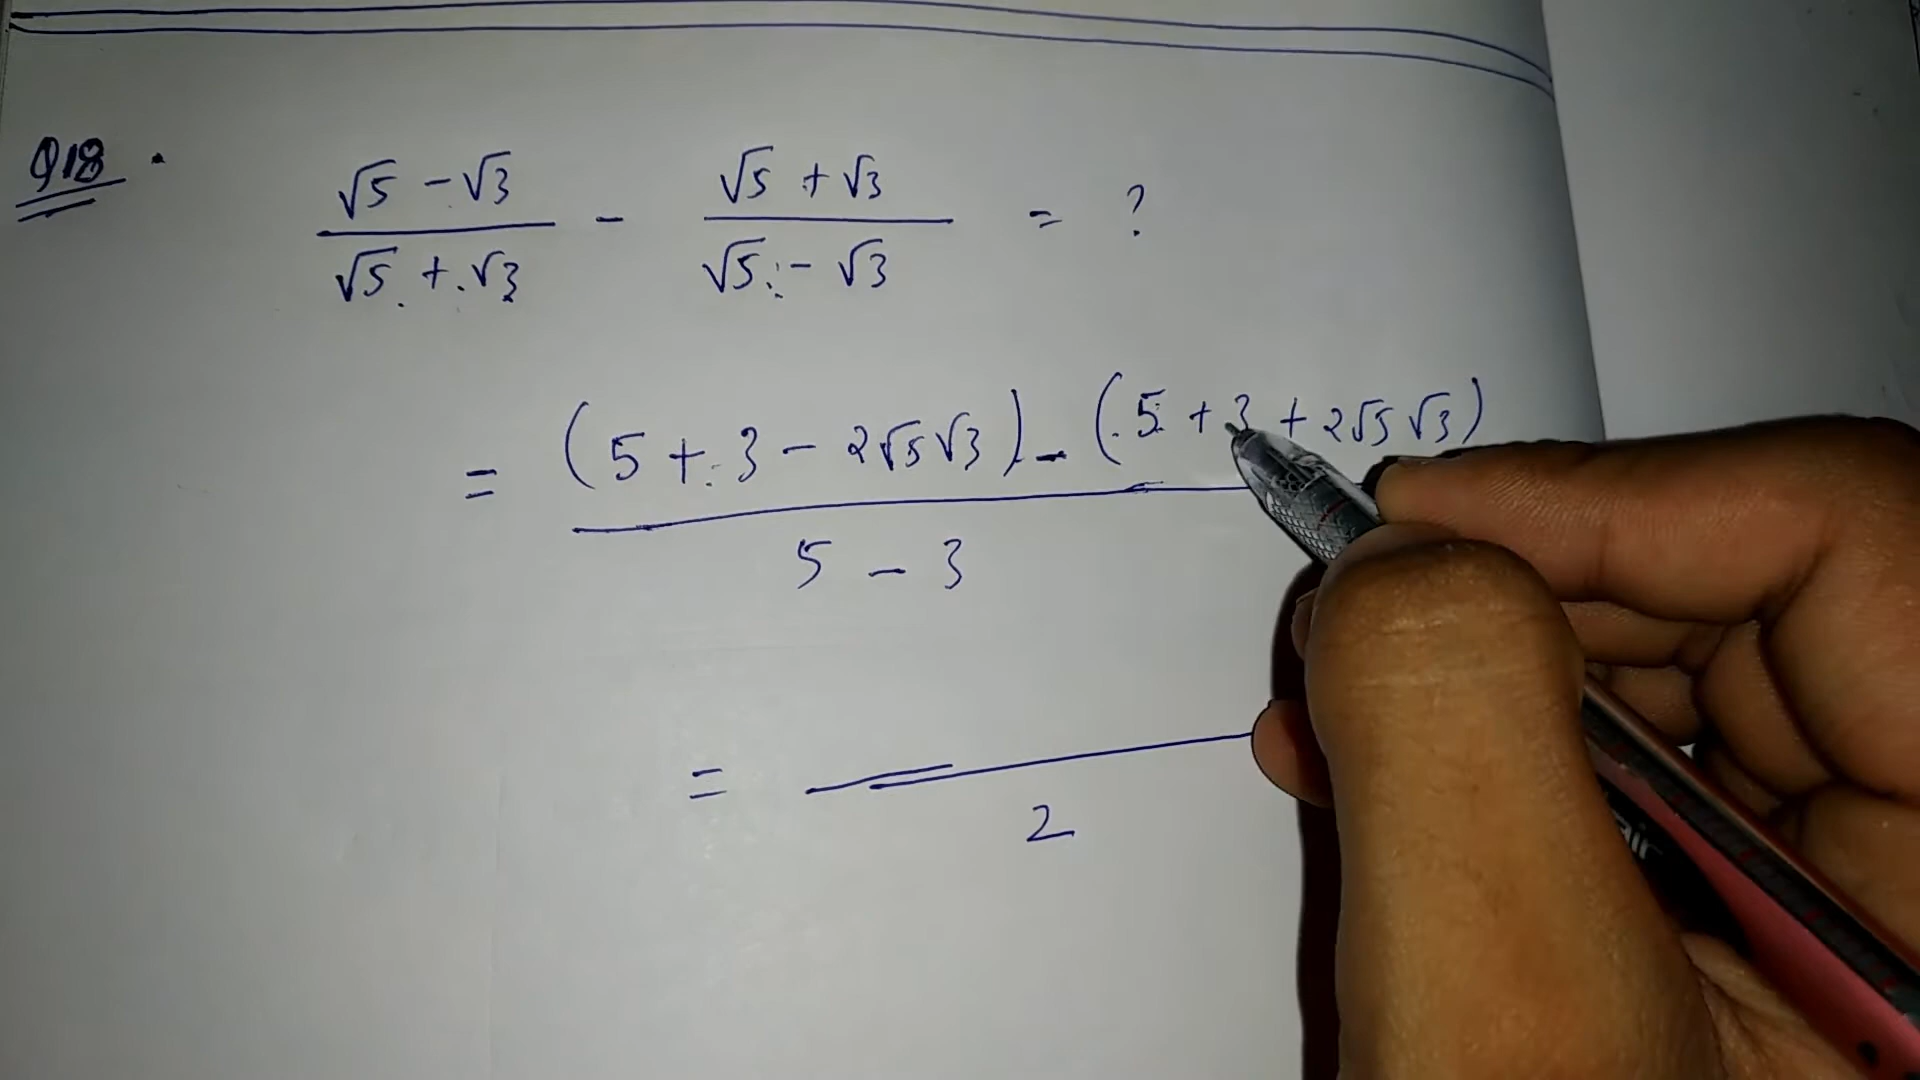 Q18.
(√5 - √3)/(√5 + √3) - (√5 + √3)/(√5 - √3) = ?
= ((5 + 3 - 2√5√3) - (5 + 3 + 2√5√3))/(5 - 3)
= /2